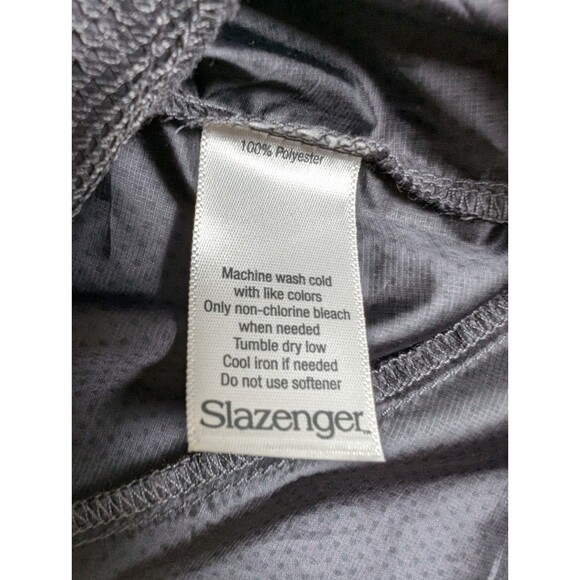 100% Polyester
Machine wash cold
with like colors
Only non-chlorine bleach
when needed
Tumble dry low
Cool iron if needed
Do not use softener
Slazenger™